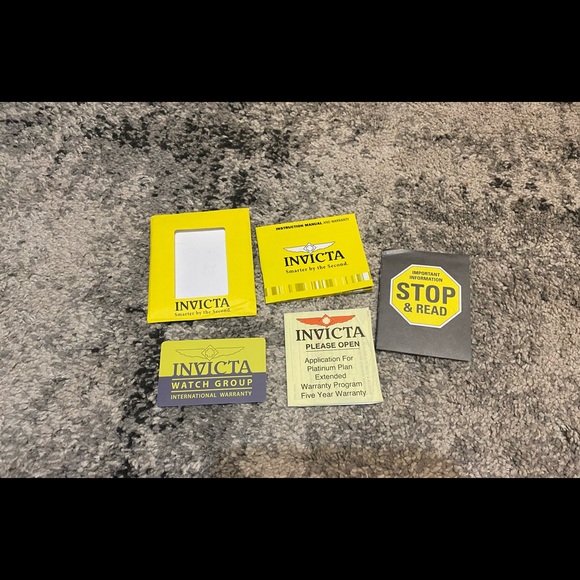 INVICTA
Smarter by the Second.
INSTRUCTION MANUAL AND WARRANTY
INVICTA
Smarter by the Second.
IMPORTANT
INFORMATION
STOP
& READ
INVICTA
WATCH GROUP
INTERNATIONAL WARRANTY
INVICTA
PLEASE OPEN
Application For
Platinum Plan
Extended
Warranty Program
Five Year Warranty